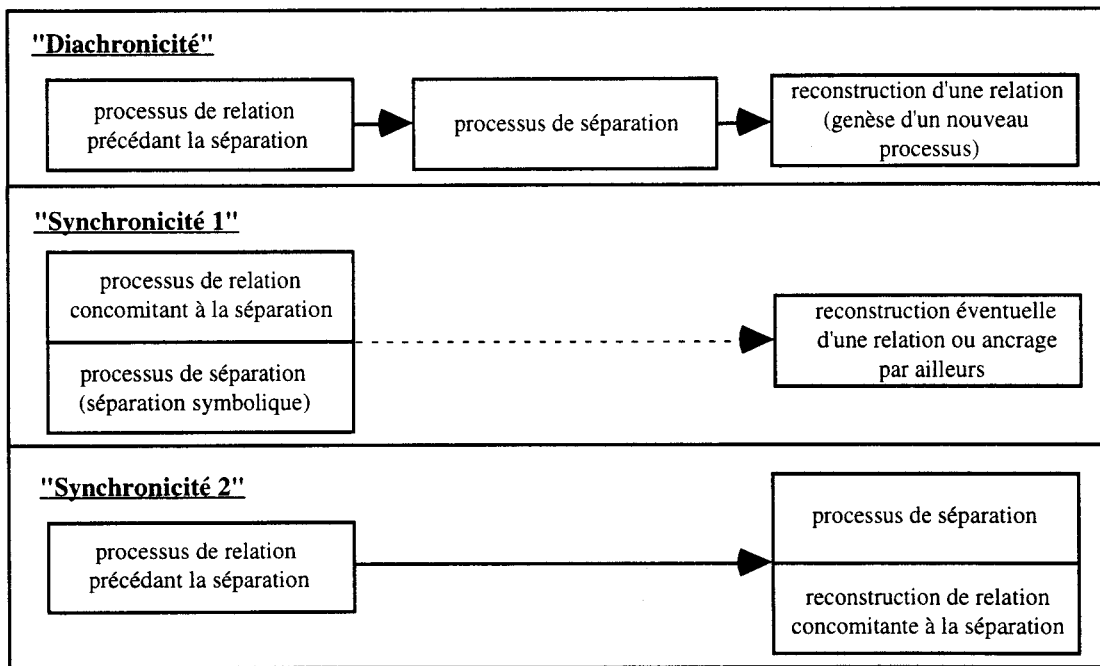 "Diachronicité"
processus de relation
précédant la séparation
processus de séparation
reconstruction d'une relation
(genèse d'un nouveau
processus)
"Synchronicité 1"
processus de relation
concomitant à la séparation
processus de séparation
(séparation symbolique)
reconstruction éventuelle
d'une relation ou ancrage
par ailleurs
"Synchronicité 2"
processus de relation
précédant la séparation
processus de séparation
reconstruction de relation
concomitante à la séparation